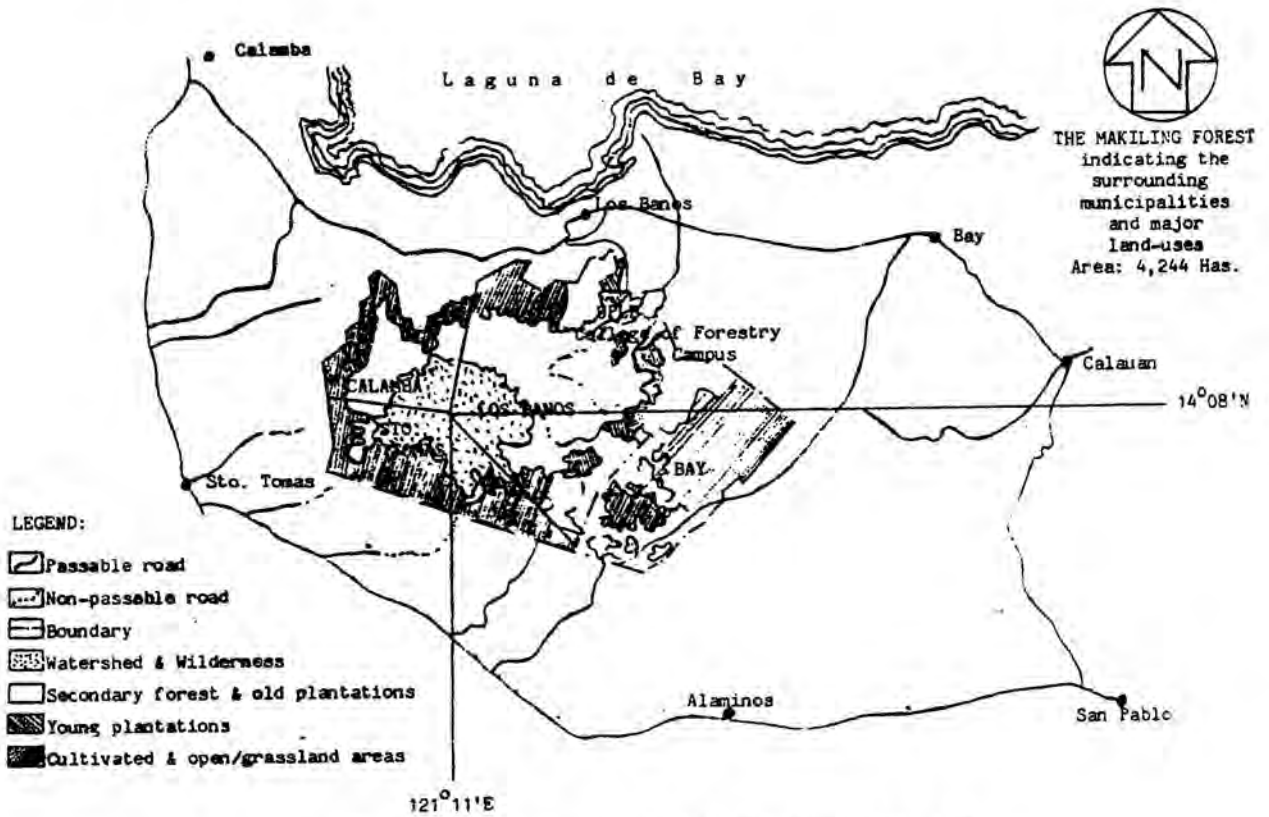 Calamba
Laguna de Bay
N
THE MAKILING FOREST
indicating the
surrounding
municipalities
and major
land-uses
Area: 4,244 Has.
Los Banos
Bay
College of Forestry
Campus
Calauan
CALAMBA
LOS BANOS
14°08'N
STO.
BAY
Sto. Tomas
LEGEND:
Passable road
Non-passable road
Boundary
Watershed & Wilderness
Secondary forest & old plantations
Young plantations
Cultivated & open/grassland areas
Alaminos
San Pablo
121°11'E